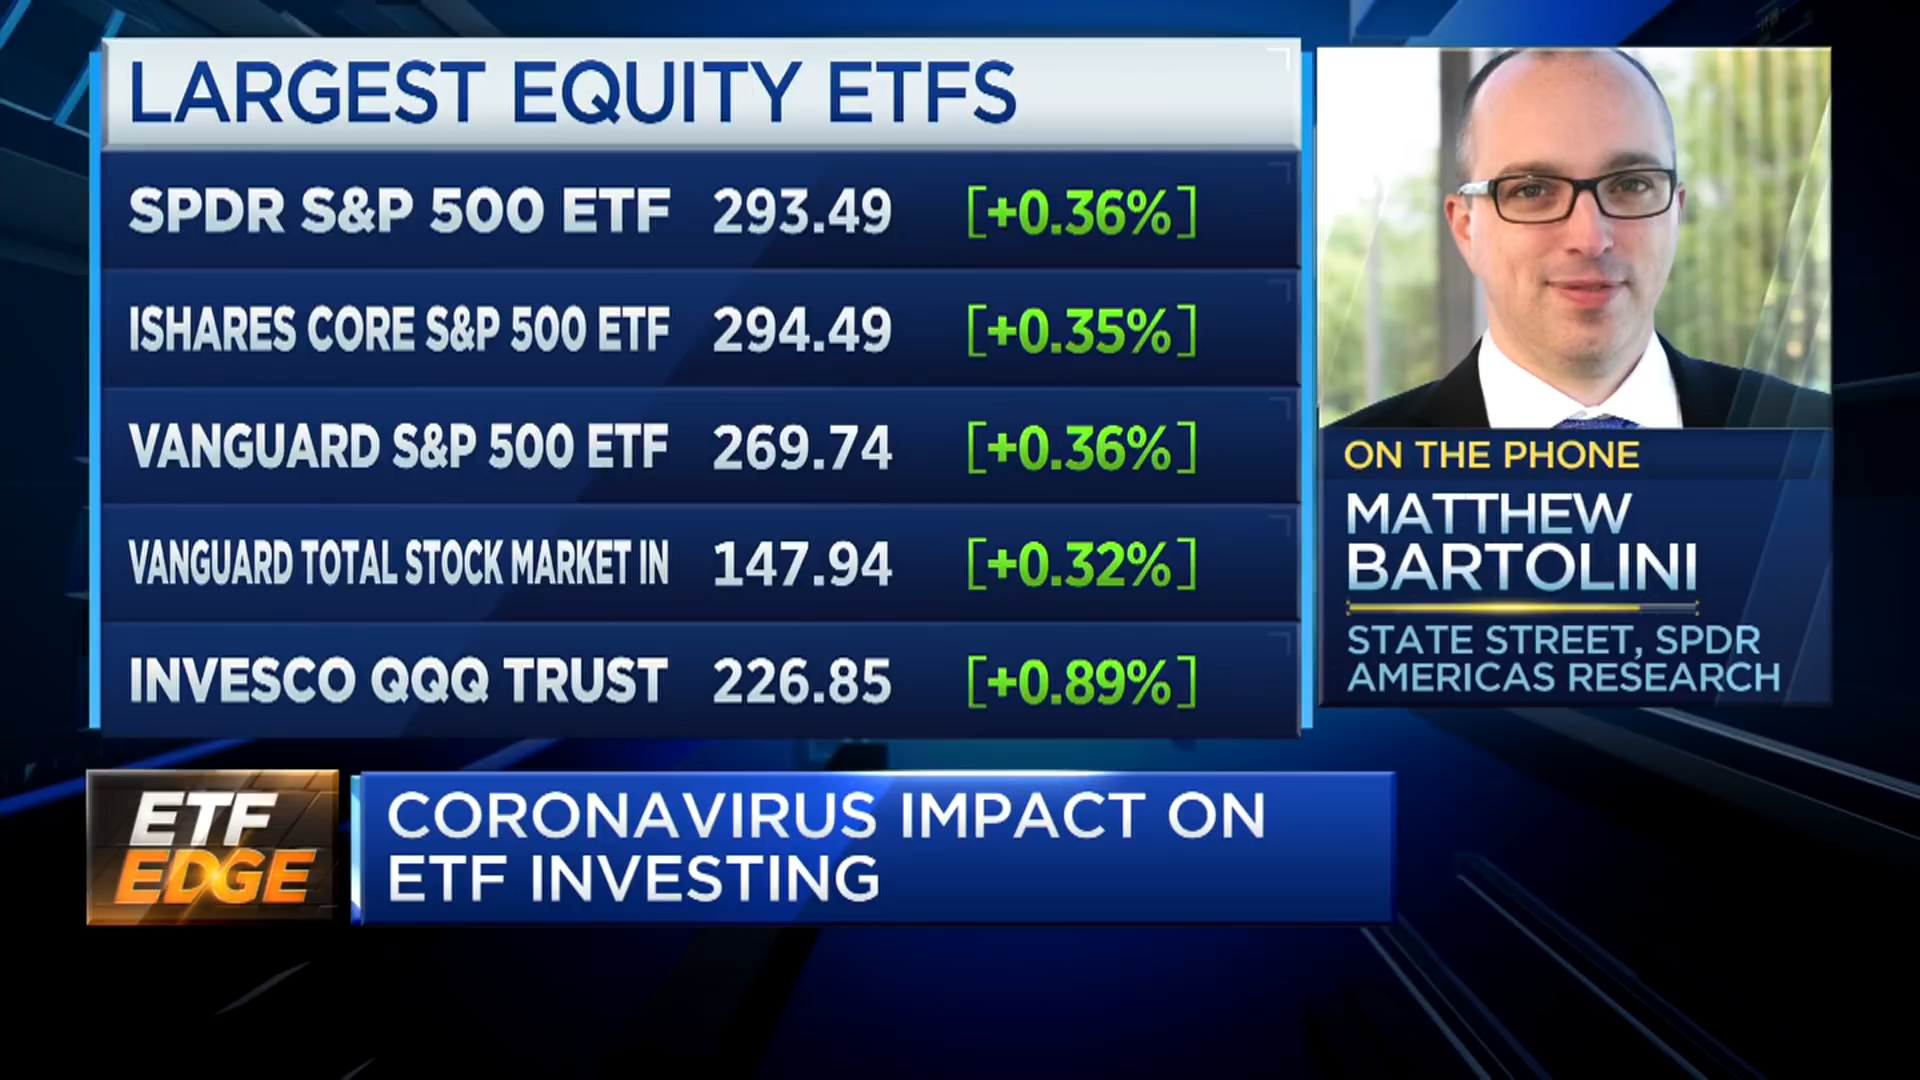 LARGEST EQUITY ETFS
SPDR S&P 500 ETF 293.49 [+0.36%]
ISHARES CORE S&P 500 ETF 294.49 [+0.35%]
VANGUARD S&P 500 ETF 269.74 [+0.36%]
VANGUARD TOTAL STOCK MARKET IN 147.94 [+0.32%]
INVESCO QQQ TRUST 226.85 [+0.89%]
ON THE PHONE
MATTHEW
BARTOLINI
STATE STREET, SPDR
AMERICAS RESEARCH
ETF
EDGE
CORONAVIRUS IMPACT ON
ETF INVESTING